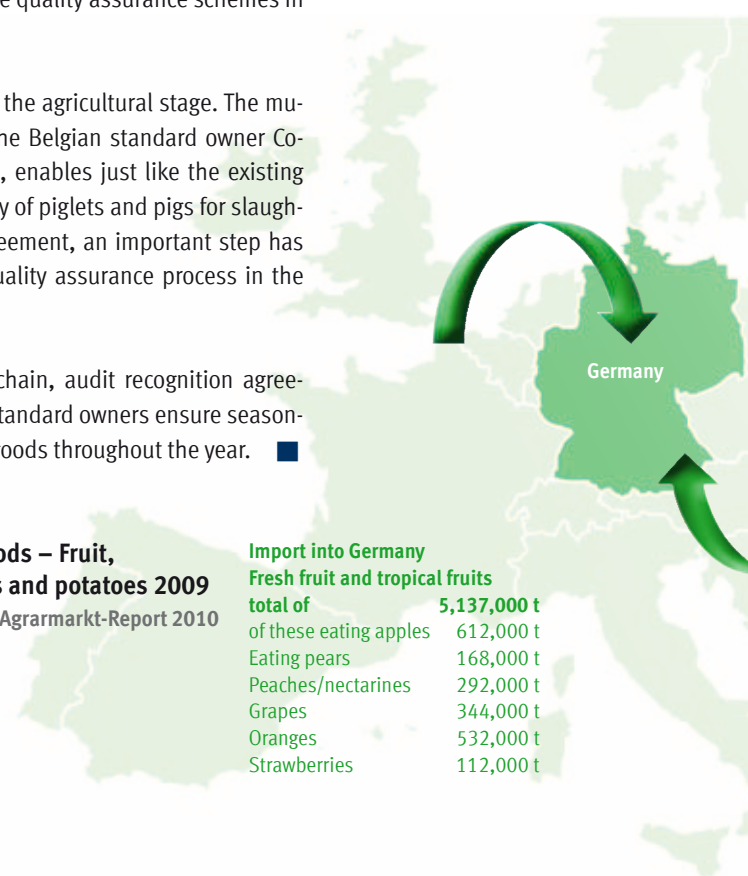 e quality assurance schemes in
the agricultural stage. The mu-
ne Belgian standard owner Co-
, enables just like the existing
y of piglets and pigs for slaugh-
eement, an important step has
uality assurance process in the
chain, audit recognition agree-
tandard owners ensure season-
oods throughout the year.
ods – Fruit,
s and potatoes 2009
Agrarmarkt-Report 2010
Import into Germany
Fresh fruit and tropical fruits
total of 5,137,000 t
of these eating apples 612,000 t
Eating pears 168,000 t
Peaches/nectarines 292,000 t
Grapes 344,000 t
Oranges 532,000 t
Strawberries 112,000 t
Germany